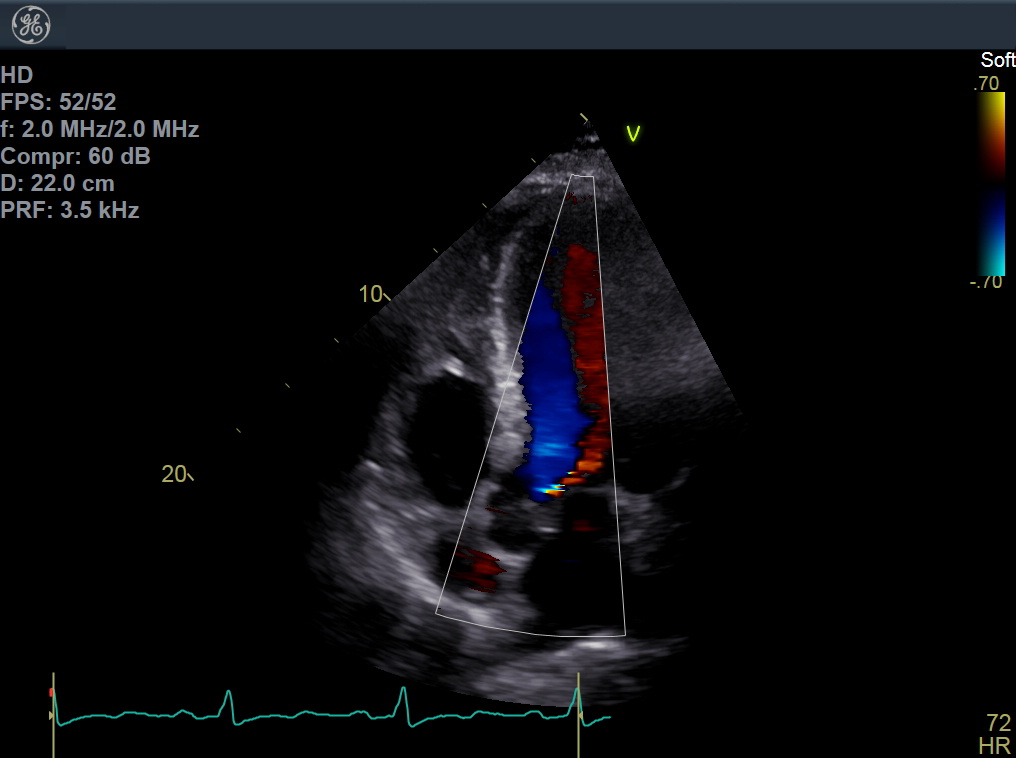 GE
HD
FPS: 52/52
f: 2.0 MHz/2.0 MHz
Compr: 60 dB
D: 22.0 cm
PRF: 3.5 kHz
Soft
.70
-.70
V
10
20
72
HR